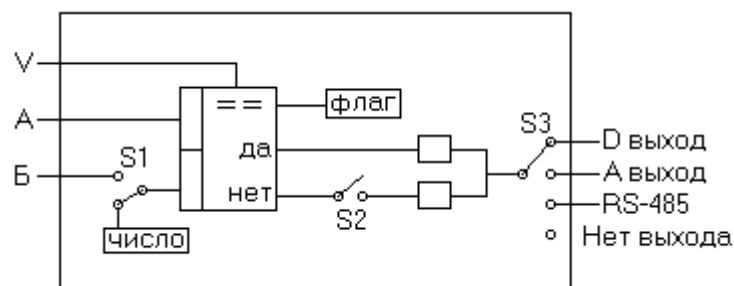 V
A
Б
S1
число
= =
флаг
да
нет
S2
S3
D выход
A выход
RS-485
Нет выхода